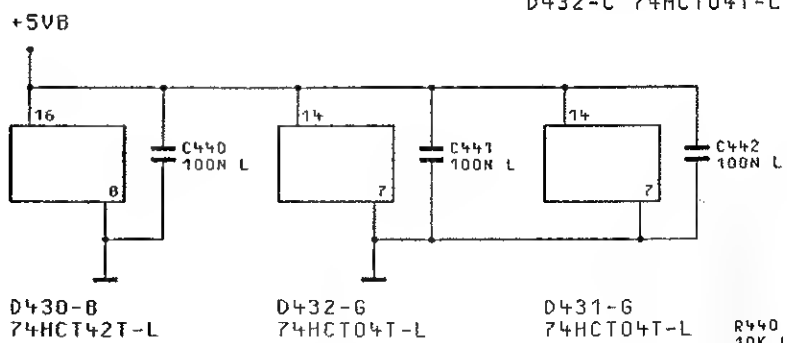 D432-C 74HCT04T-L
+5VB
16
14
14
C440
100N L
C441
100N L
C442
100N L
8
7
7
D430-B
74HCT42T-L
D432-G
74HCT04T-L
D431-G
74HCT04T-L
R440
10K L